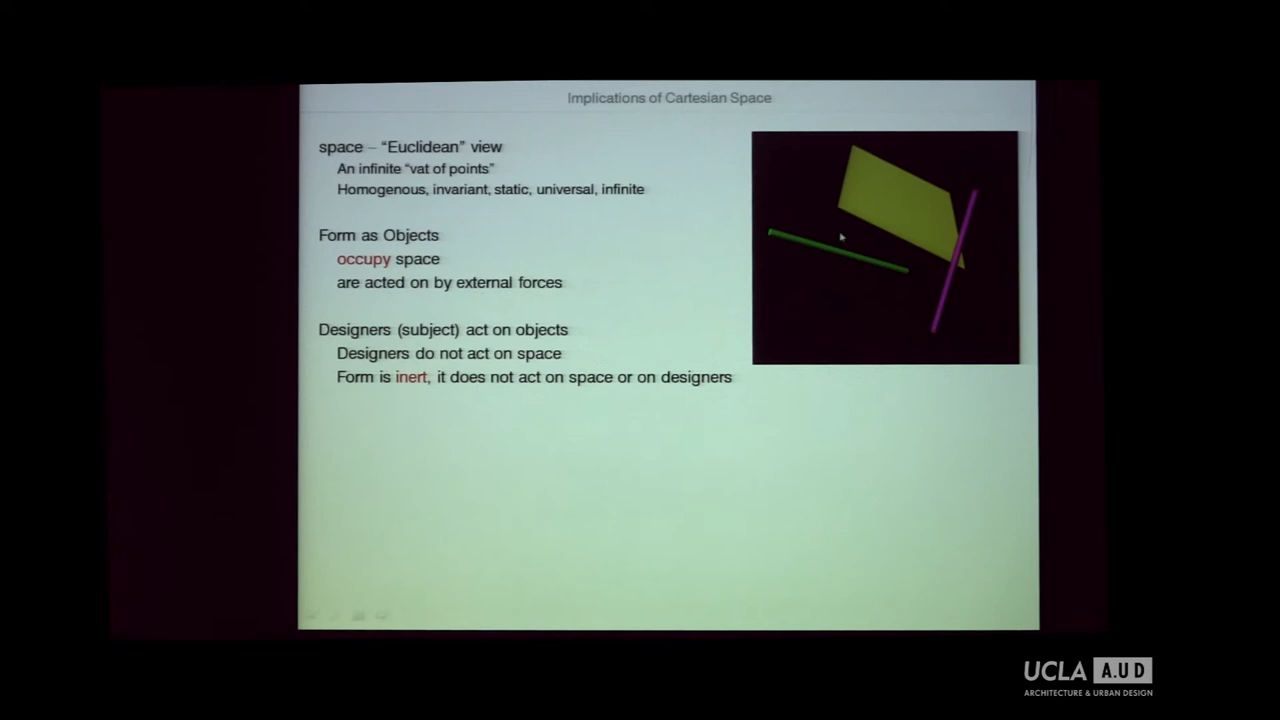 Implications of Cartesian Space
space – “Euclidean” view
An infinite “vat of points”
Homogenous, invariant, static, universal, infinite
Form as Objects
occupy space
are acted on by external forces
Designers (subject) act on objects
Designers do not act on space
Form is inert, it does not act on space or on designers
UCLA A.UD
ARCHITECTURE & URBAN DESIGN